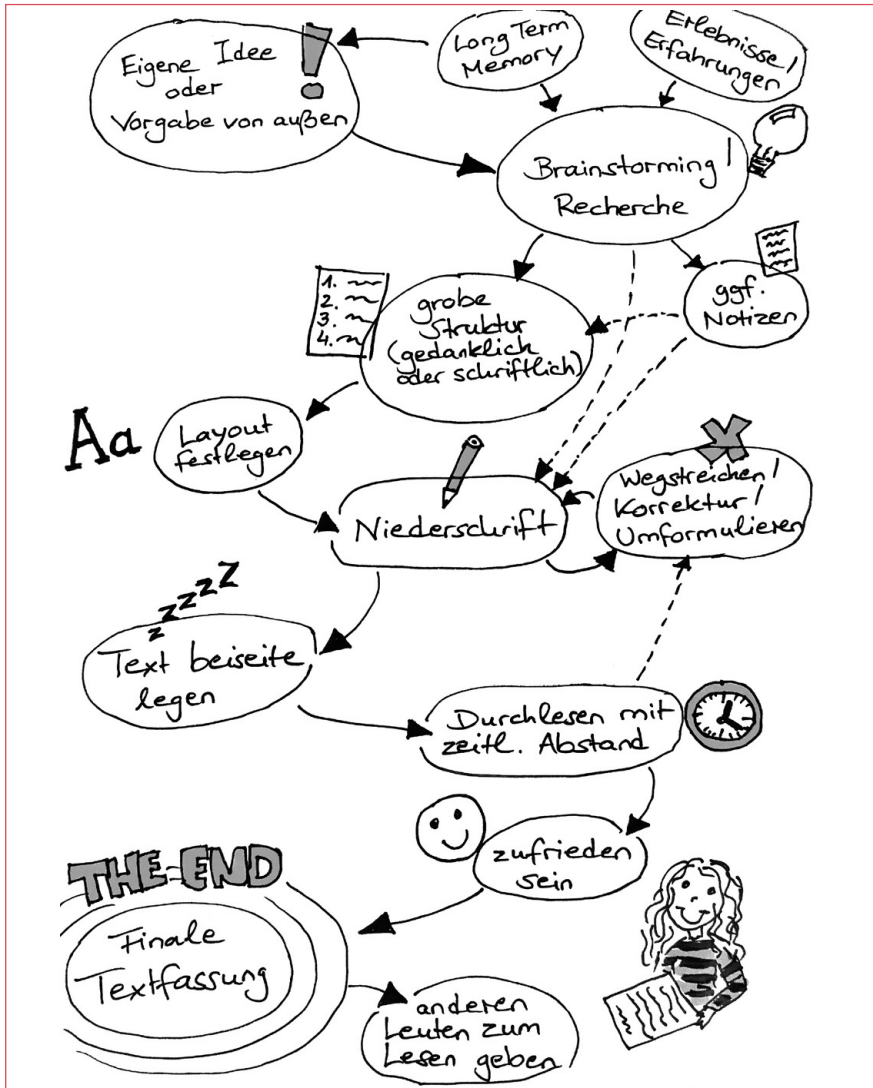 Eigene Idee
oder
Vorgabe von außen
!
Long Term
Memory
Erlebnisse /
Erfahrungen
Brainstorming /
Recherche
1.
2.
3.
4.
grobe
Struktur
(gedanklich
oder schriftlich)
ggf.
Notizen
Aa
Layout
festlegen
Niederschrift
X
Wegstreichen /
Korrektur /
Umformulieren
zzzzz
Text beiseite
legen
Durchlesen mit
zeitl. Abstand
zufrieden
sein
THE END
Finale
Textfassung
anderen
Leuten zum
Lesen geben